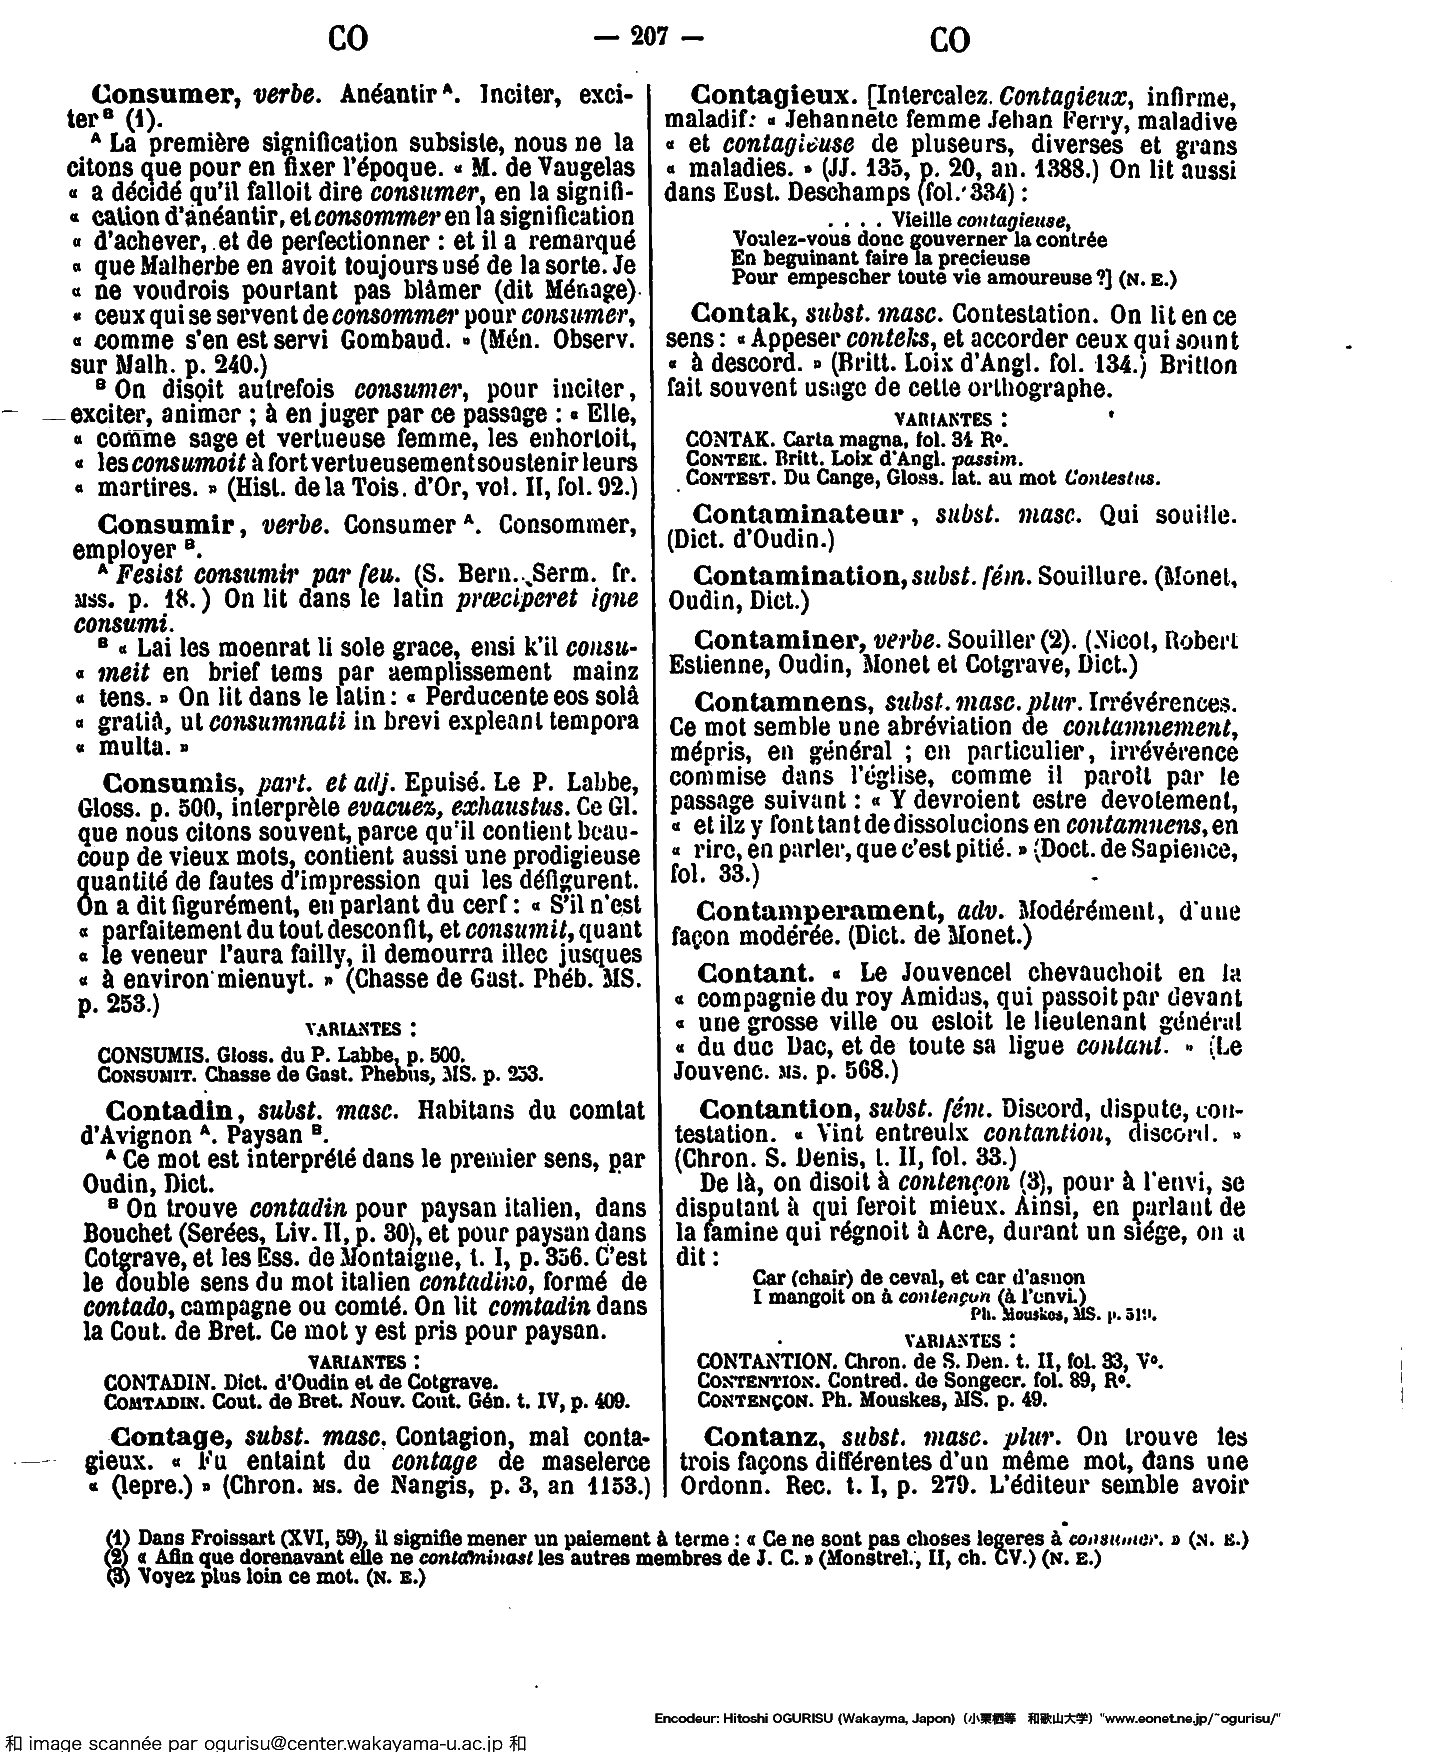 CO
— 207 —
CO
Consumer, verbe. Anéantir ᴬ. Inciter, exci-
ter ᴮ (1).
ᴬ La première signification subsiste, nous ne la
citons que pour en fixer l'époque. « M. de Vaugelas
« a décidé qu'il falloit dire consumer, en la signifi-
« cation d'anéantir, et consommer en la signification
« d'achever, et de perfectionner : et il a remarqué
« que Malherbe en avoit toujours usé de la sorte. Je
« ne voudrois pourtant pas blâmer (dit Ménage)
« ceux qui se servent de consommer pour consumer,
« comme s'en est servi Gombaud. » (Mén. Observ.
sur Malh. p. 240.)
ᴮ On disoit autrefois consumer, pour inciter,
exciter, animer ; à en juger par ce passage : « Elle,
« comme sage et vertueuse femme, les enhortoit,
« les consumoit à fort vertueusement soustenir leurs
« martires. » (Hist. de la Tois. d'Or, vol. II, fol. 92.)
Consumir, verbe. Consumer ᴬ. Consommer,
employer ᴮ.
ᴬ Fesist consumir par feu. (S. Bern. Serm. fr.
MSS. p. 18.) On lit dans le latin præciperet igne
consumi.
ᴮ « Lai les moenrat li sole grace, ensi k'il consu-
« meit en brief tems par aemplissement mainz
« tens. » On lit dans le latin : « Perducente eos solâ
« gratiâ, ut consummati in brevi expleant tempora
« multa. »
Consumis, part. et adj. Epuisé. Le P. Labbe,
Gloss. p. 500, interprète evacuez, exhaustus. Ce Gl.
que nous citons souvent, parce qu'il contient beau-
coup de vieux mots, contient aussi une prodigieuse
quantité de fautes d'impression qui les défigurent.
On a dit figurément, en parlant du cerf : « S'il n'est
« parfaitement du tout desconfit, et consumit, quant
« le veneur l'aura failly, il demourra illec jusques
« à environ mienuyt. » (Chasse de Gast. Phéb. MS.
p. 253.)
VARIANTES :
CONSUMIS. Gloss. du P. Labbe, p. 500.
CONSUMIT. Chasse de Gast. Phebus, MS. p. 253.
Contadin, subst. masc. Habitans du comtat
d'Avignon ᴬ. Paysan ᴮ.
ᴬ Ce mot est interprété dans le premier sens, par
Oudin, Dict.
ᴮ On trouve contadin pour paysan italien, dans
Bouchet (Serées, Liv. II, p. 30), et pour paysan dans
Cotgrave, et les Ess. de Montaigne, t. I, p. 356. C'est
le double sens du mot italien contadino, formé de
contado, campagne ou comté. On lit comtadin dans
la Cout. de Bret. Ce mot y est pris pour paysan.
VARIANTES :
CONTADIN. Dict. d'Oudin et de Cotgrave.
COMTADIN. Cout. de Bret. Nouv. Cout. Gén. t. IV, p. 409.
Contage, subst. masc. Contagion, mal conta-
gieux. « Fu entaint du contage de maselerce
« (lepre.) » (Chron. MS. de Nangis, p. 3, an 1153.)
Contagieux. [Intercalez. Contagieux, infirme,
maladif: « Jehannete femme Jehan Ferry, maladive
« et contagieuse de pluseurs, diverses et grans
« maladies. » (JJ. 135, p. 20, an. 1388.) On lit aussi
dans Eust. Deschamps (fol. 334) :
. . . . Vieille contagieuse,
Voulez-vous donc gouverner la contrée
En beguinant faire la precieuse
Pour empescher toute vie amoureuse ?] (N. E.)
Contak, subst. masc. Contestation. On lit en ce
sens : « Appeser conteks, et accorder ceux qui sount
« à descord. » (Britt. Loix d'Angl. fol. 134.) Britton
fait souvent usage de cette orthographe.
VARIANTES :
CONTAK. Carta magna, fol. 34 Rº.
CONTEK. Britt. Loix d'Angl. passim.
CONTEST. Du Cange, Gloss. lat. au mot Contestus.
Contaminateur, subst. masc. Qui souille.
(Dict. d'Oudin.)
Contamination, subst. fém. Souillure. (Monet,
Oudin, Dict.)
Contaminer, verbe. Souiller (2). (Nicot, Robert
Estienne, Oudin, Monet et Cotgrave, Dict.)
Contamnens, subst. masc. plur. Irrévérences.
Ce mot semble une abréviation de contamnement,
mépris, en général ; en particulier, irrévérence
commise dans l'église, comme il paroît par le
passage suivant : « Y devroient estre devotement,
« et ilz y font tant de dissolucions en contamnens, en
« rire, en parler, que c'est pitié. » (Doct. de Sapience,
fol. 33.)
Contamperament, adv. Modérément, d'une
façon modérée. (Dict. de Monet.)
Contant. « Le Jouvencel chevauchoit en la
« compagnie du roy Amidas, qui passoit par devant
« une grosse ville ou estoit le lieutenant général
« du duc Dac, et de toute sa ligue contant. » (Le
Jouvenc. MS. p. 568.)
Contantion, subst. fém. Discord, dispute, con-
testation. « Vint entreulx contantion, discord. »
(Chron. S. Denis, t. II, fol. 33.)
De là, on disoit à contençon (3), pour à l'envi, se
disputant à qui feroit mieux. Ainsi, en parlant de
la famine qui régnoit à Acre, durant un siége, on a
dit :
Car (chair) de ceval, et car d'asnon
I mangoit on à contençon (à l'envi.)
Ph. Mouskes, MS. p. 519.
VARIANTES :
CONTANTION. Chron. de S. Den. t. II, fol. 33, Vº.
CONTENTION. Contred. de Songecr. fol. 89, Rº.
CONTENÇON. Ph. Mouskes, MS. p. 49.
Contanz, subst. masc. plur. On trouve les
trois façons différentes d'un même mot, dans une
Ordonn. Rec. t. I, p. 279. L'éditeur semble avoir
(1) Dans Froissart (XVI, 59), il signifie mener un paiement à terme : « Ce ne sont pas choses legeres à consumer. » (N. E.)
(2) « Afin que dorenavant elle ne contaminast les autres membres de J. C. » (Monstrel., II, ch. CV.) (N. E.)
(3) Voyez plus loin ce mot. (N. E.)
Encodeur: Hitoshi OGURISU (Wakayma, Japon) (小栗栖等 和歌山大学) "www.eonet.ne.jp/~ogurisu/"
和 image scannée par ogurisu@center.wakayama-u.ac.jp 和